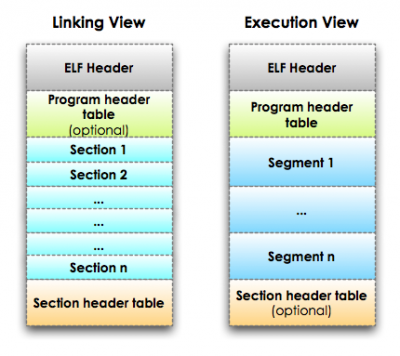 Linking View
ELF Header
Program header
table
(optional)
Section 1
Section 2
...
...
...
Section n
Section header table
Execution View
ELF Header
Program header
table
Segment 1
...
Segment n
Section header table
(optional)